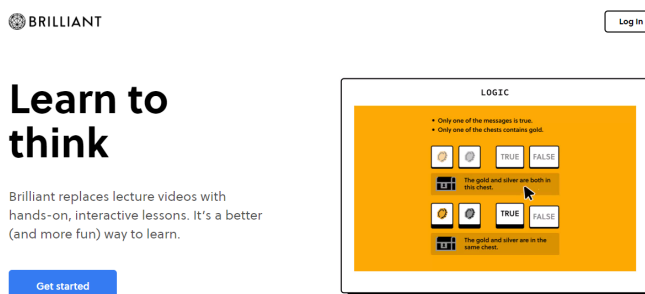 BRILLIANT
Log in
Learn to
think
Brilliant replaces lecture videos with
hands-on, interactive lessons. It's a better
(and more fun) way to learn.
Get started
LOGIC
• Only one of the messages is true.
• Only one of the chests contains gold.
TRUE FALSE
The gold and silver are both in
this chest.
TRUE FALSE
The gold and silver are in the
same chest.